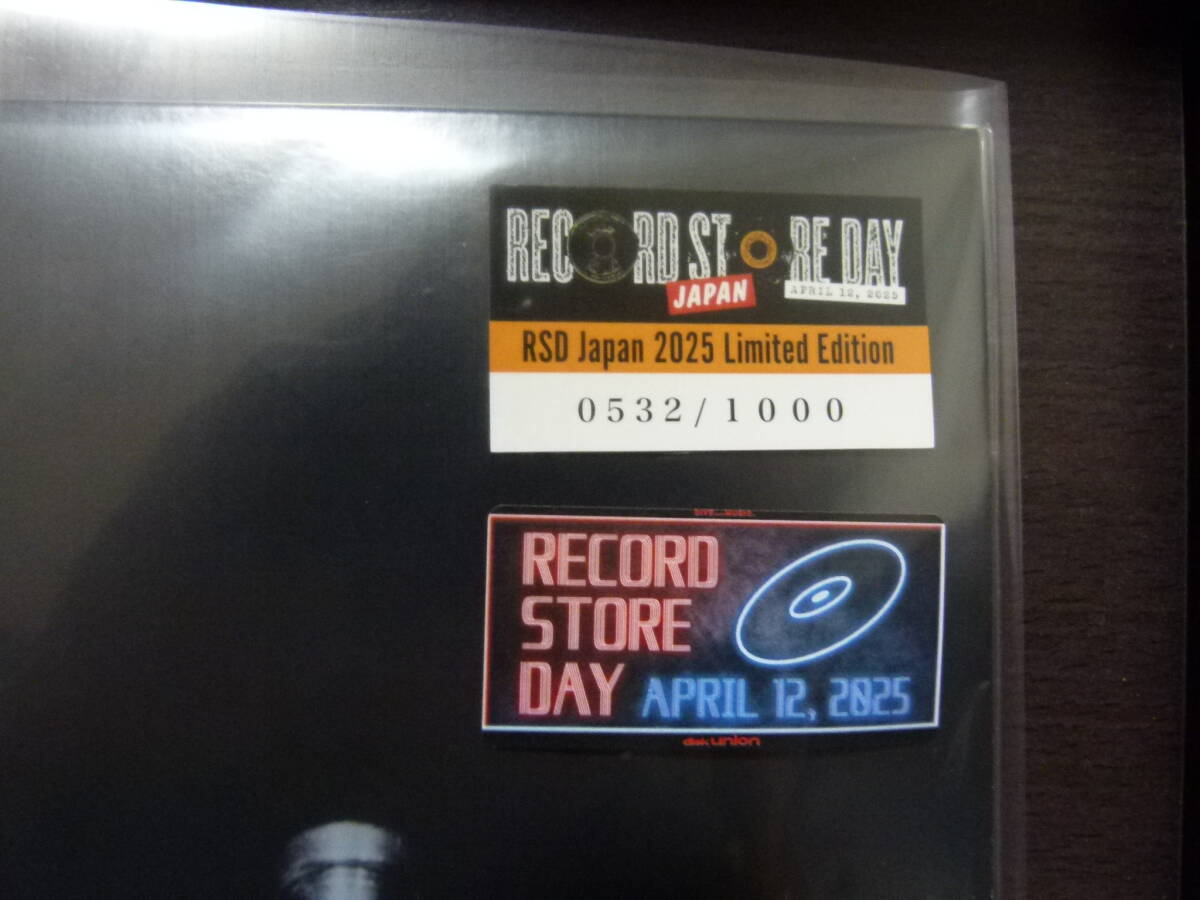 RECORD STORE DAY
JAPAN
APRIL 12, 2025
RSD Japan 2025 Limited Edition
0532/1000
RECORD
STORE
DAY
APRIL 12, 2025
diskunion